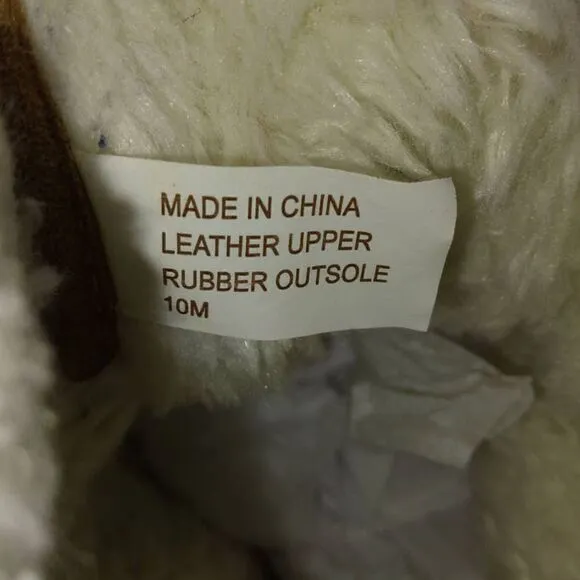 MADE IN CHINA
LEATHER UPPER
RUBBER OUTSOLE
10M